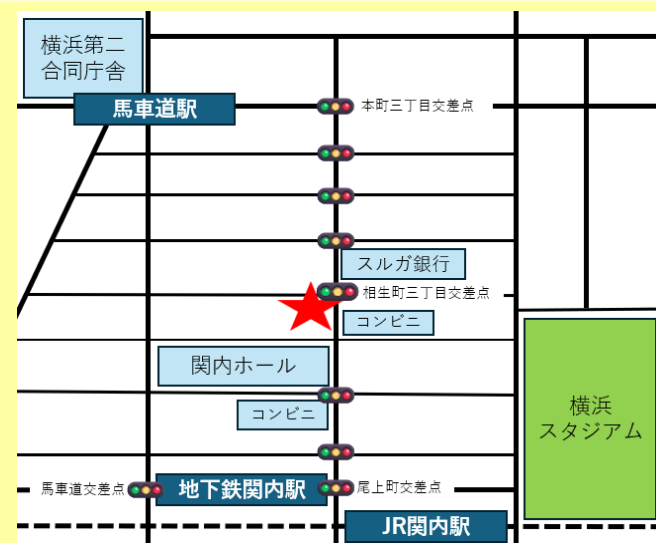 横浜第二
合同庁舎
馬車道駅
本町三丁目交差点
スルガ銀行
相生町三丁目交差点
コンビニ
関内ホール
コンビニ
横浜
スタジアム
馬車道交差点
地下鉄関内駅
尾上町交差点
JR関内駅